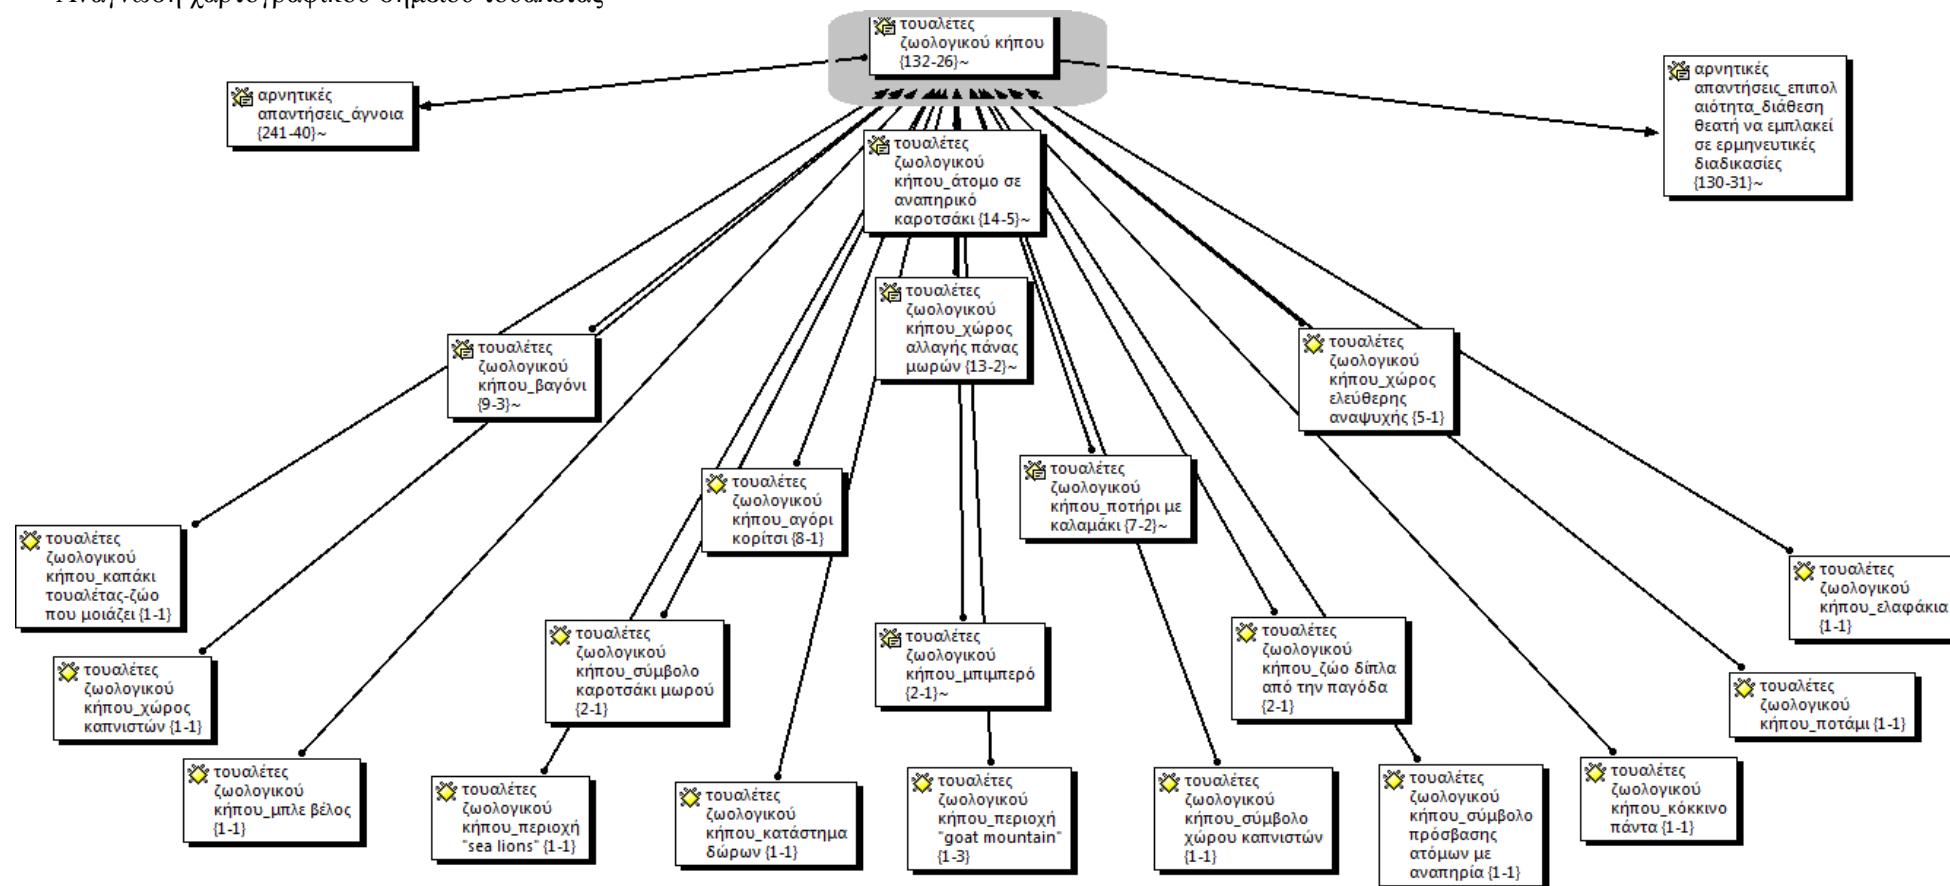 Ανάγνωση χαρτογραφικού σημείου τουαλέτας
τουαλέτες
ζωολογικού κήπου
{132-26}~
αρνητικές
απαντήσεις_άγνοια
{241-40}~
αρνητικές
απαντήσεις_επιπολ
αιότητα_διάθεση
θεατή να εμπλακεί
σε ερμηνευτικές
διαδικασίες
{130-31}~
τουαλέτες
ζωολογικού
κήπου_άτομο σε
αναπηρικό
καροτσάκι {14-5}~
τουαλέτες
ζωολογικού
κήπου_χώρος
αλλαγής πάνας
μωρών {13-2}~
τουαλέτες
ζωολογικού
κήπου_βαγόνι
{9-3}~
τουαλέτες
ζωολογικού
κήπου_χώρος
ελεύθερης
αναψυχής {5-1}
τουαλέτες
ζωολογικού
κήπου_αγόρι
κορίτσι {8-1}
τουαλέτες
ζωολογικού
κήπου_ποτήρι με
καλαμάκι {7-2}~
τουαλέτες
ζωολογικού
κήπου_καπάκι
τουαλέτας-ζώο
που μοιάζει {1-1}
τουαλέτες
ζωολογικού
κήπου_ελαφάκια
{1-1}
τουαλέτες
ζωολογικού
κήπου_χώρος
καπνιστών {1-1}
τουαλέτες
ζωολογικού
κήπου_σύμβολο
καροτσάκι μωρού
{2-1}
τουαλέτες
ζωολογικού
κήπου_μπιμπερό
{2-1}~
τουαλέτες
ζωολογικού
κήπου_ζώο δίπλα
από την παγόδα
{2-1}
τουαλέτες
ζωολογικού
κήπου_ποτάμι {1-1}
τουαλέτες
ζωολογικού
κήπου_μπλε βέλος
{1-1}
τουαλέτες
ζωολογικού
κήπου_περιοχή
"sea lions" {1-1}
τουαλέτες
ζωολογικού
κήπου_κατάστημα
δώρων {1-1}
τουαλέτες
ζωολογικού
κήπου_περιοχή
"goat mountain"
{1-3}
τουαλέτες
ζωολογικού
κήπου_σύμβολο
χώρου καπνιστών
{1-1}
τουαλέτες
ζωολογικού
κήπου_σύμβολο
πρόσβασης
ατόμων με
αναπηρία {1-1}
τουαλέτες
ζωολογικού
κήπου_κόκκινο
πάντα {1-1}